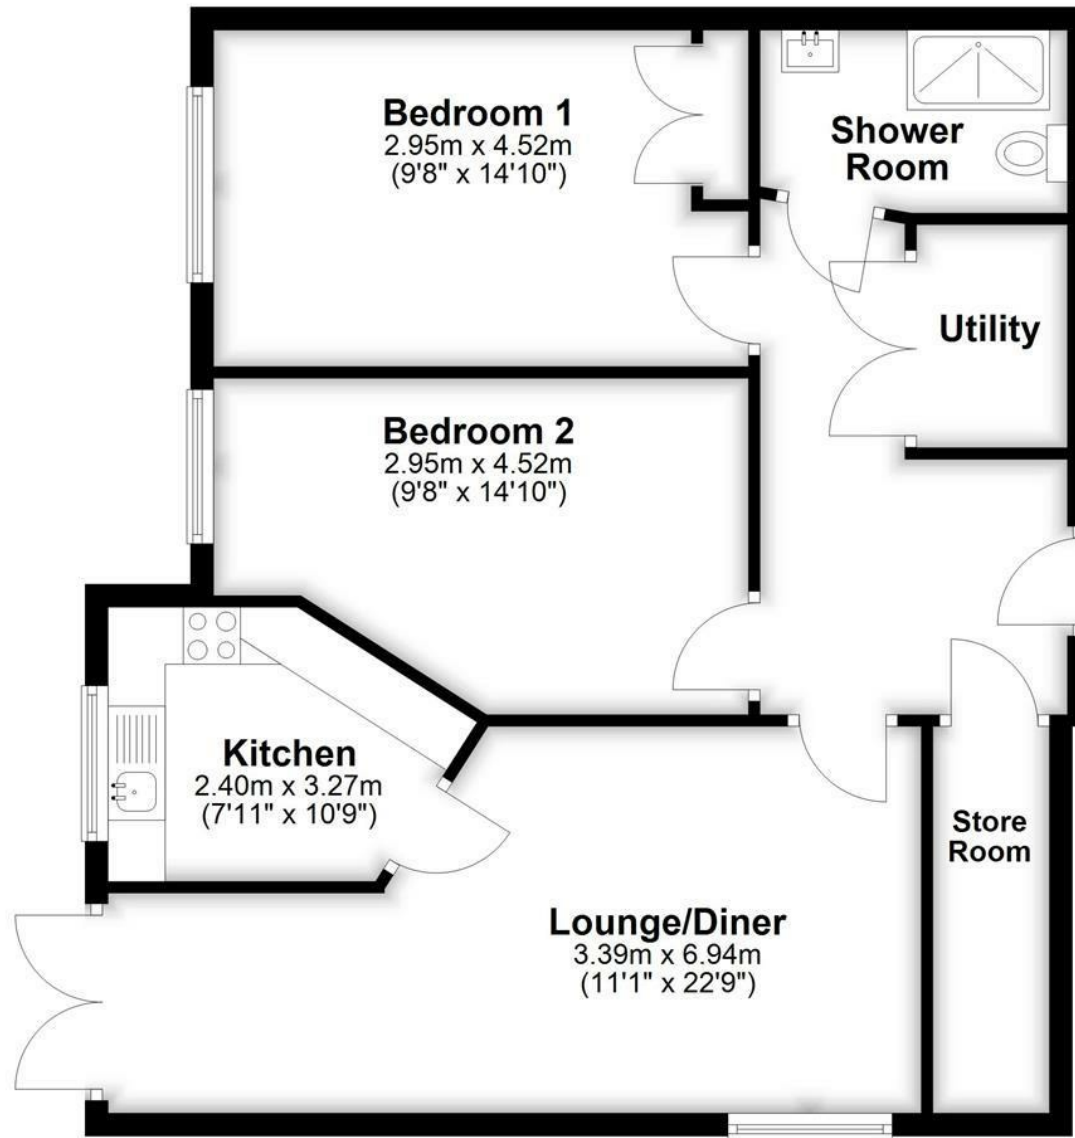 Bedroom 1
2.95m x 4.52m
(9'8" x 14'10")
Shower
Room
Utility
Bedroom 2
2.95m x 4.52m
(9'8" x 14'10")
Kitchen
2.40m x 3.27m
(7'11" x 10'9")
Store
Room
Lounge/Diner
3.39m x 6.94m
(11'1" x 22'9")